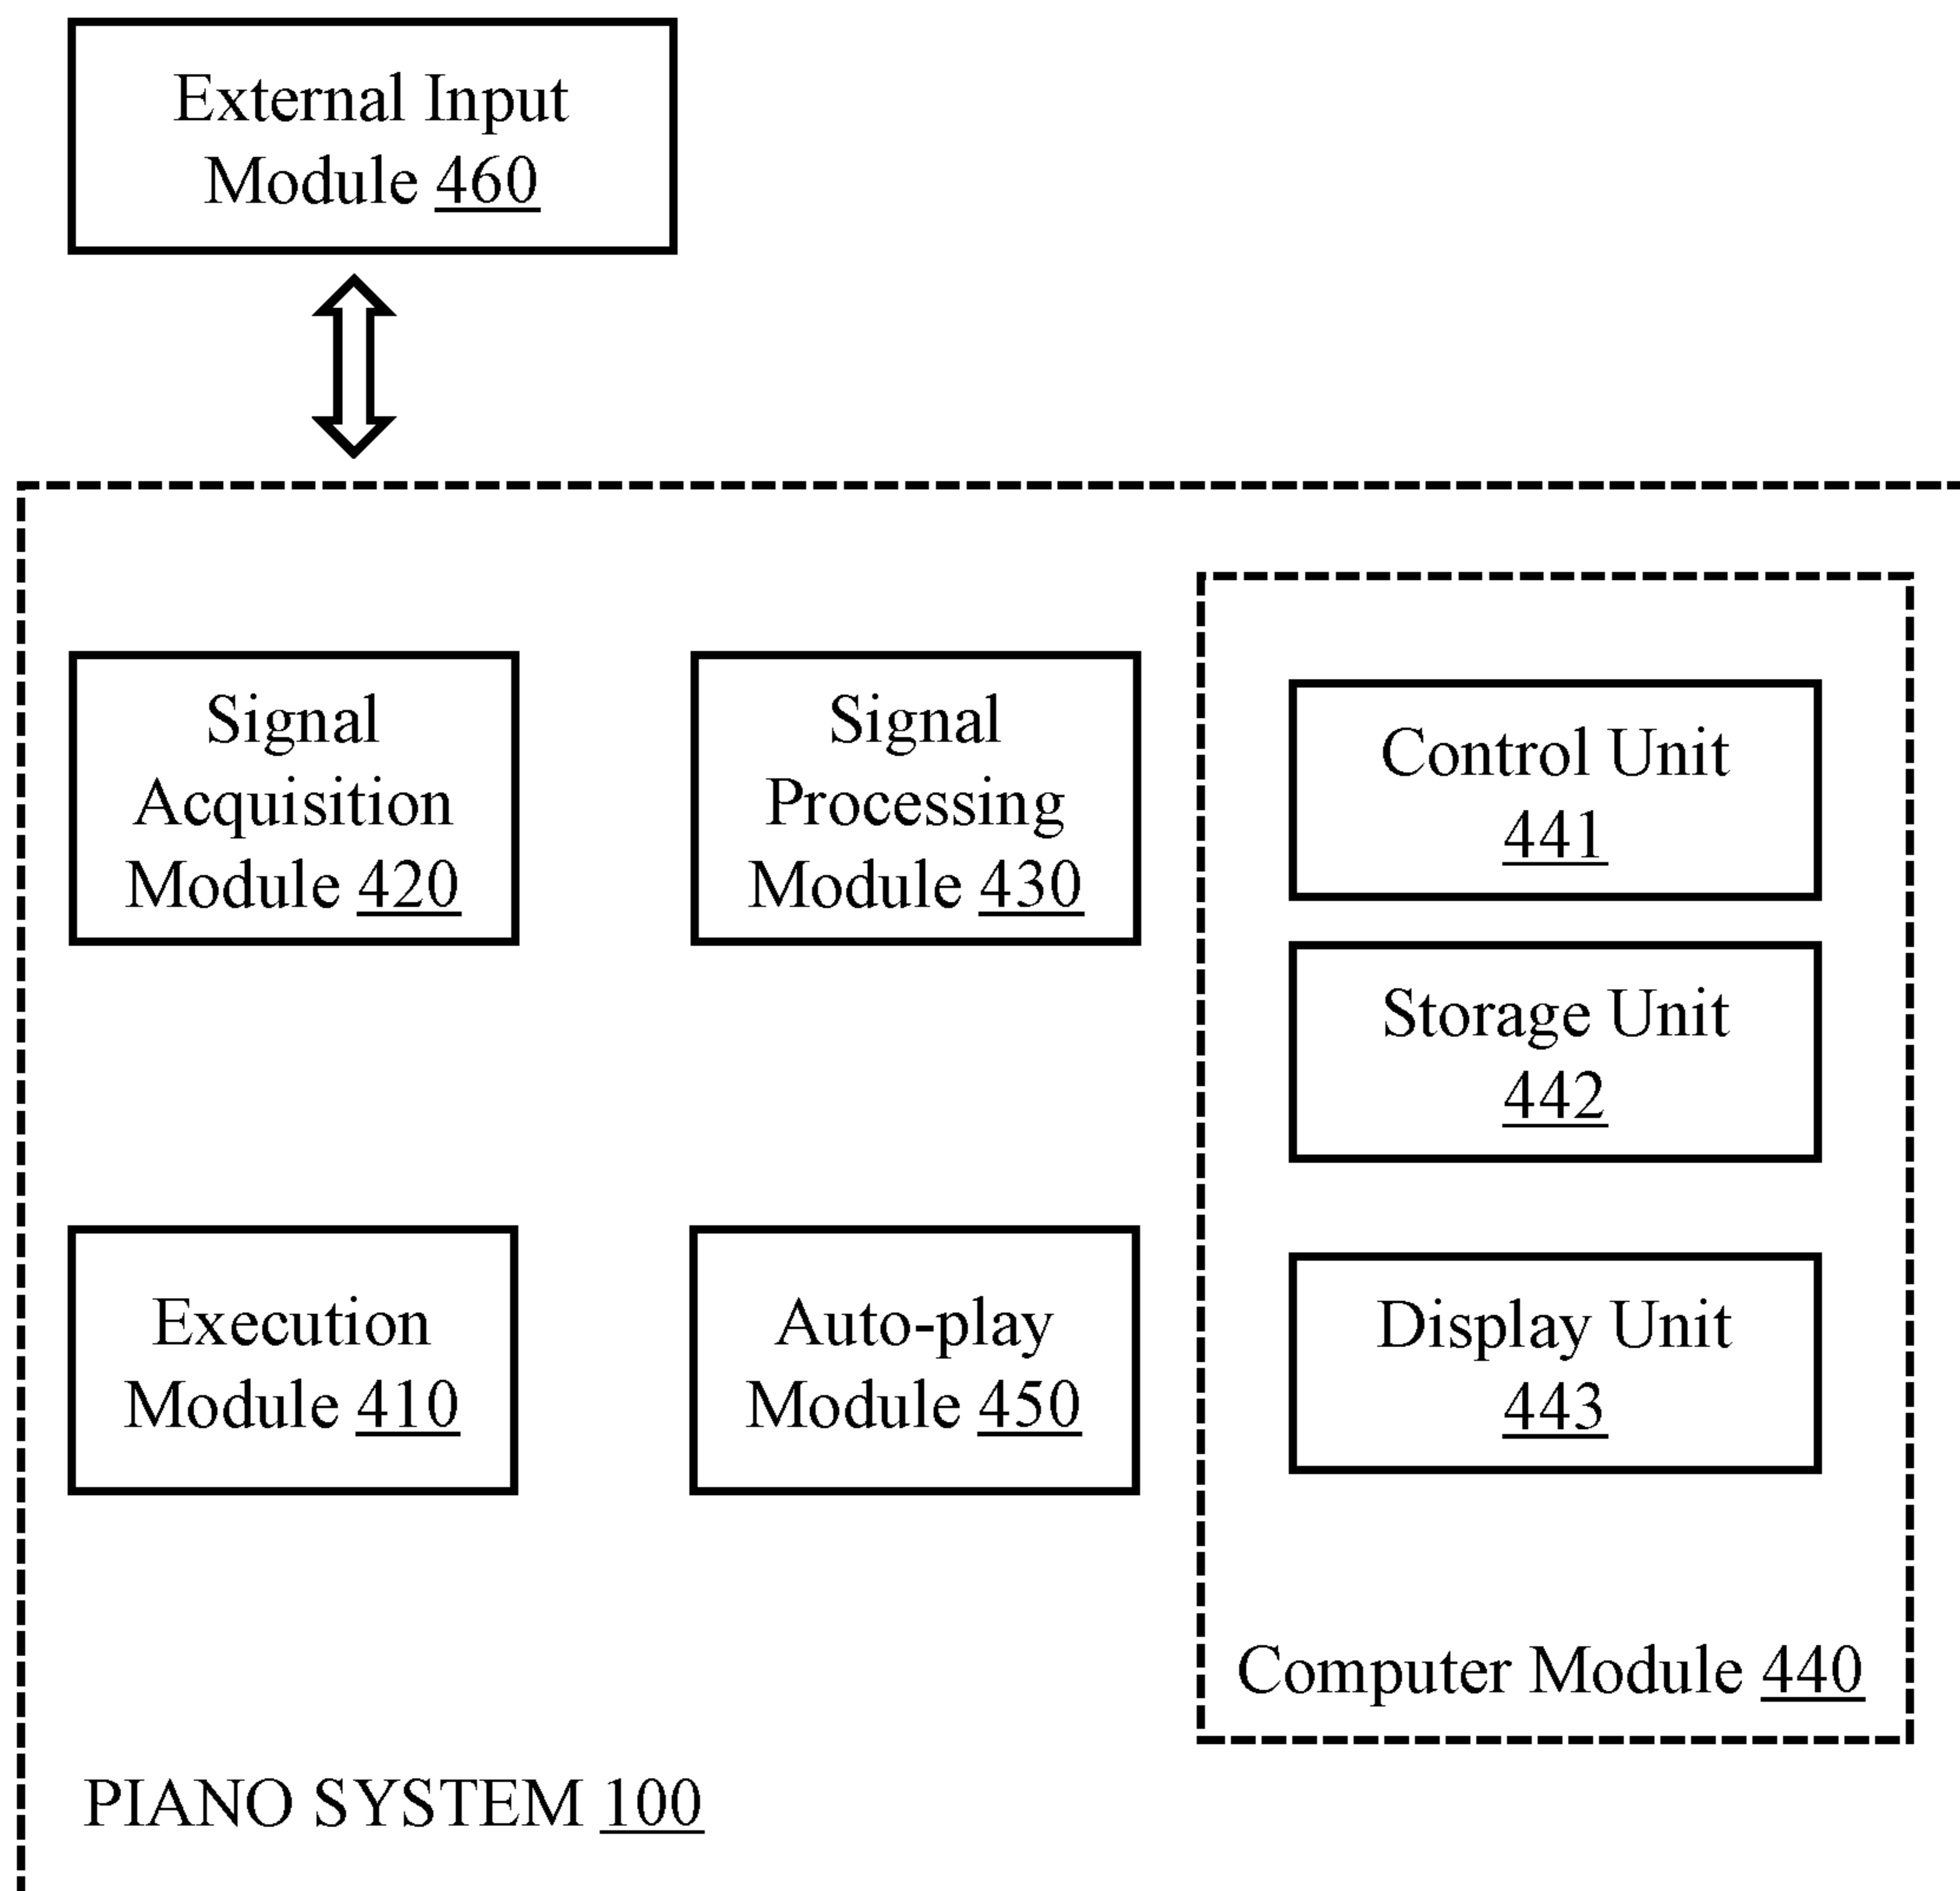 External Input
Module 460
Signal
Acquisition
Module 420
Signal
Processing
Module 430
Control Unit
441
Storage Unit
442
Execution
Module 410
Auto-play
Module 450
Display Unit
443
Computer Module 440
PIANO SYSTEM 100